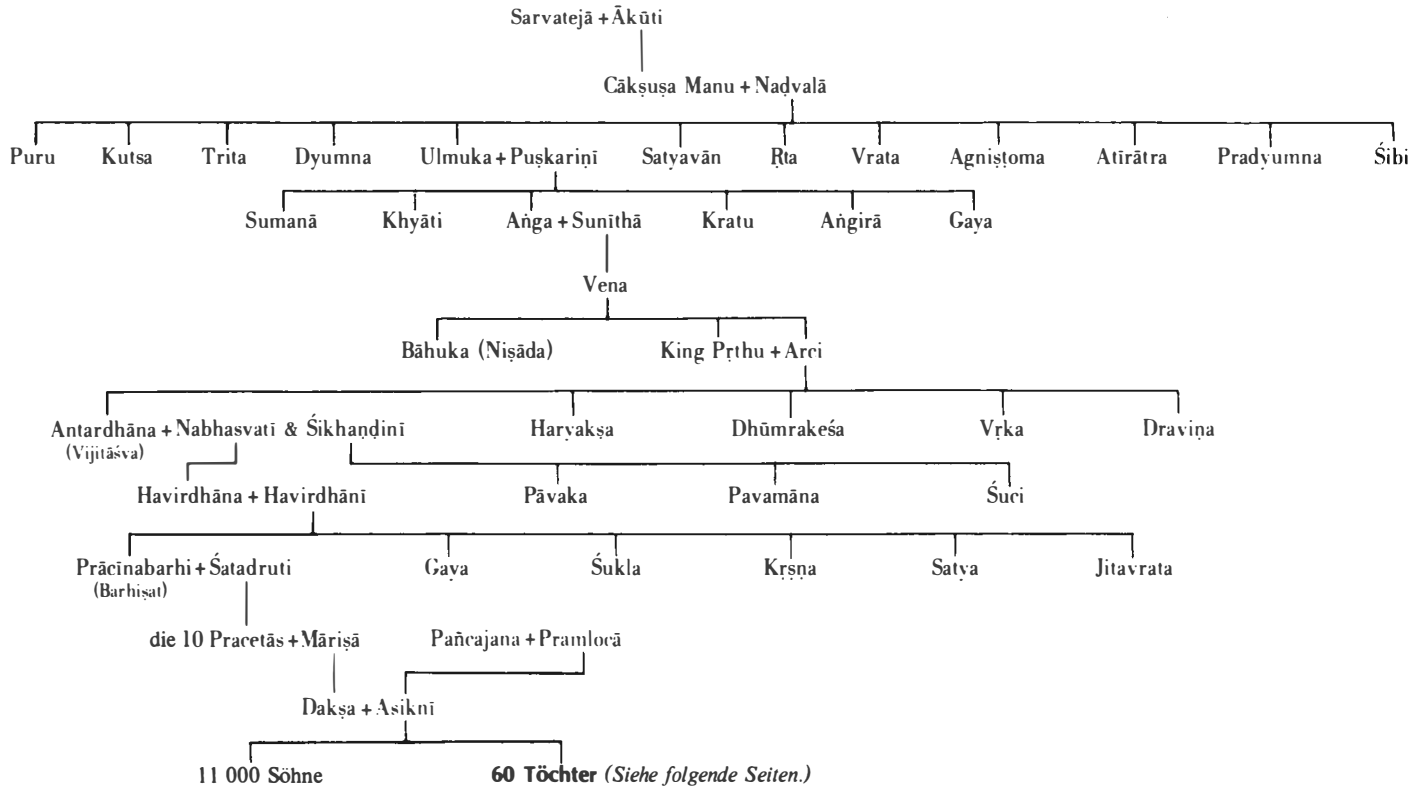 Sarvatejā + Ākūti
Cākṣuṣa Manu + Naḍvalā
Puru Kutsa Trita Dyumna Ulmuka + Puṣkariṇī Satyavān Ṛta Vrata Agniṣṭoma Atīrātra Pradyumna Śibi
Sumanā Khyāti Aṅga + Sunīthā Kratu Aṅgirā Gaya
Vena
Bāhuka (Niṣāda) King Pṛthu + Arci
Antardhāna + Nabhasvatī & Śikhaṇḍinī Haryakṣa Dhūmrakeśa Vṛka Draviṇa
(Vijitāśva)
Havirdhāna + Havirdhānī Pāvaka Pavamāna Śuci
Prācīnabarhi + Śatadruti Gaya Śukla Kṛṣṇa Satya Jitavrata
(Barhiṣat)
die 10 Pracetās + Māriṣā Pañcajana + Pramlocā
Dakṣa + Asiknī
11 000 Söhne 60 Töchter (Siehe folgende Seiten.)